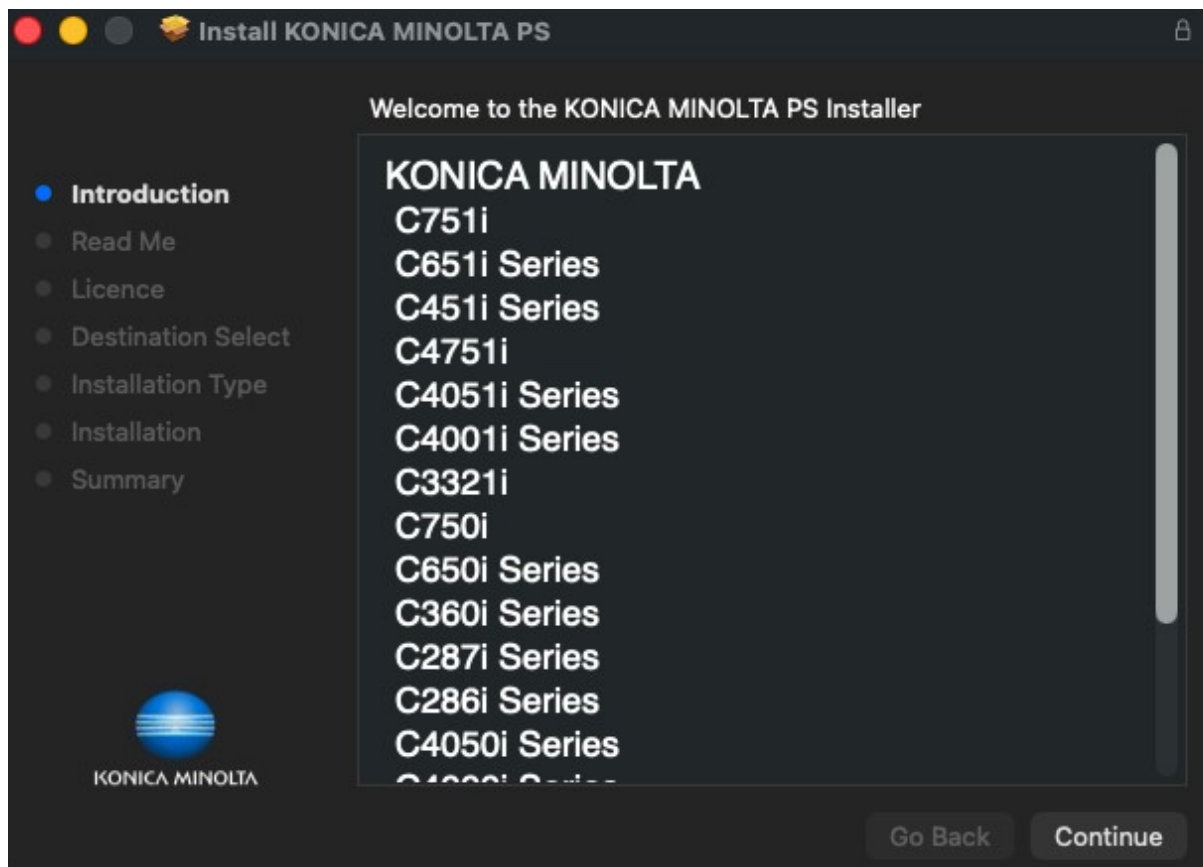 Install KONICA MINOLTA PS
Welcome to the KONICA MINOLTA PS Installer
Introduction
Read Me
Licence
Destination Select
Installation Type
Installation
Summary
KONICA MINOLTA
KONICA MINOLTA
C751i
C651i Series
C451i Series
C4751i
C4051i Series
C4001i Series
C3321i
C750i
C650i Series
C360i Series
C287i Series
C286i Series
C4050i Series
Go Back
Continue